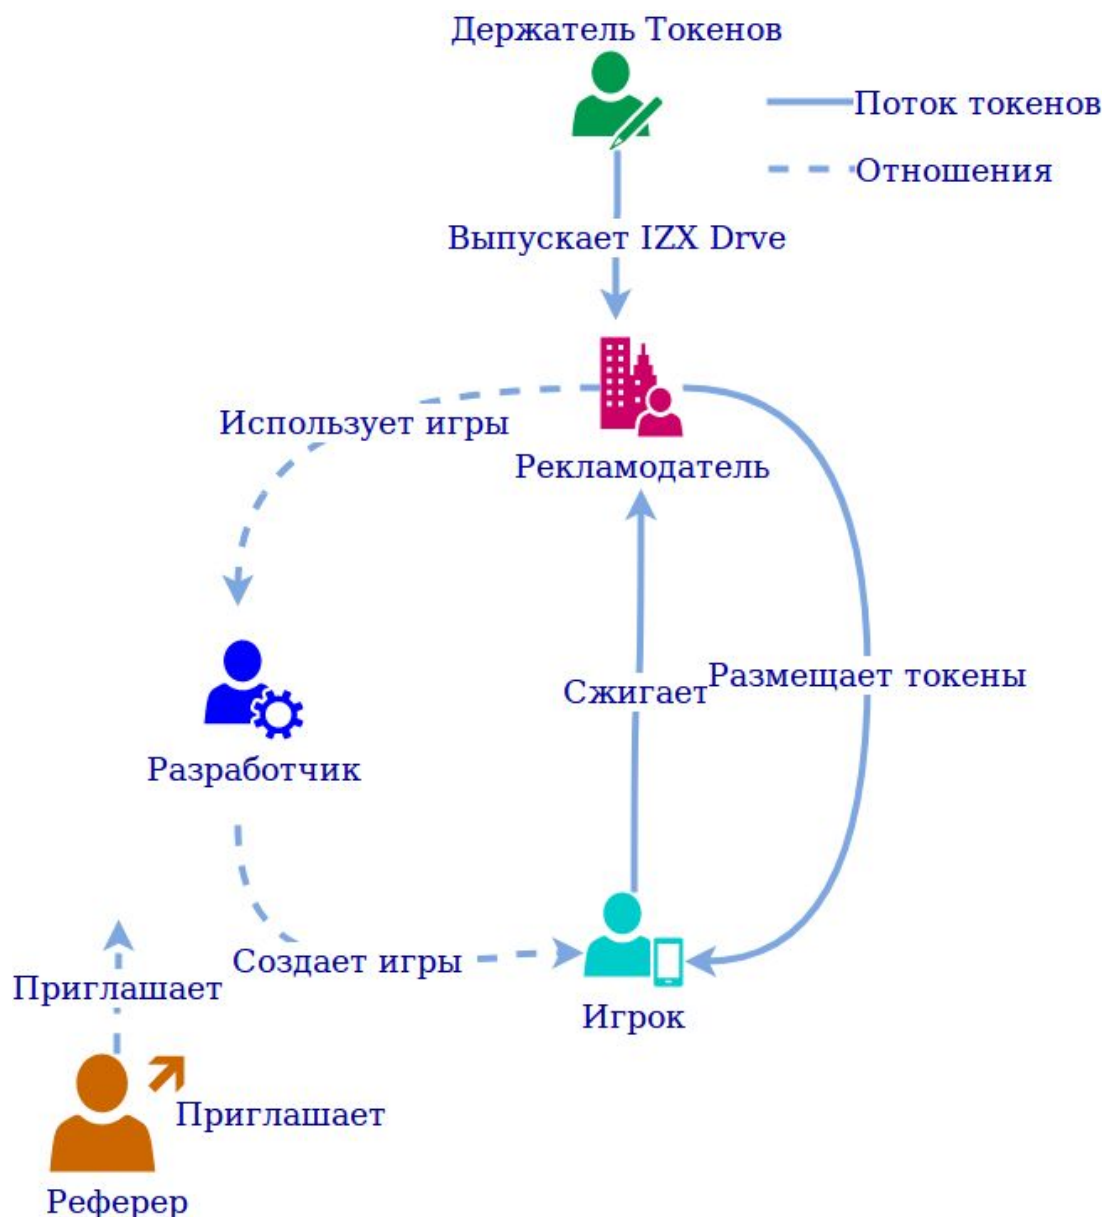 Держатель Токенов
Поток токенов
Отношения
Выпускает IZX Drve
Использует игры
Рекламодатель
Сжигает
Размещает токены
Разработчик
Создает игры
Приглашает
Игрок
Приглашает
Реферер